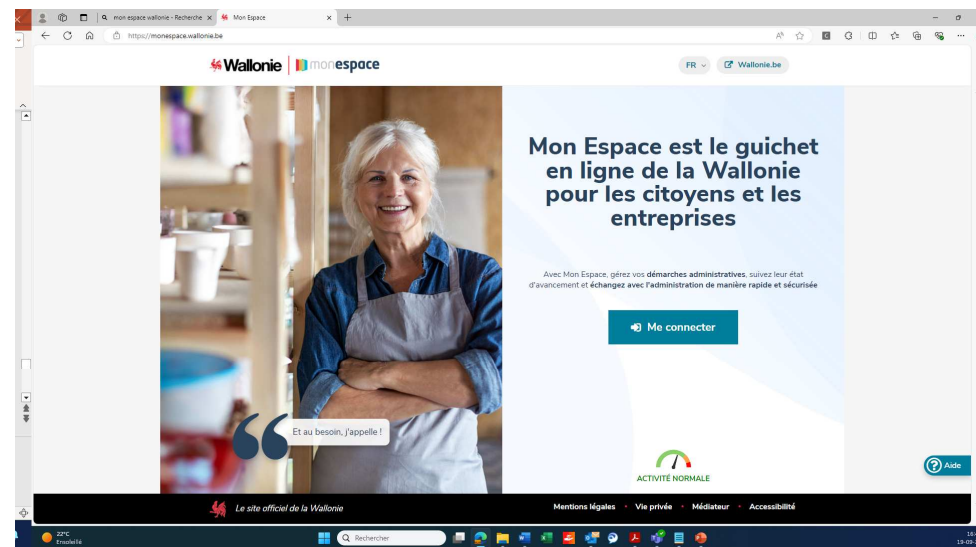 mon espace wallonie - Recherche
Mon Espace
https://monespace.wallonie.be
Wallonie
monespace
FR
Wallonie.be
Mon Espace est le guichet
en ligne de la Wallonie
pour les citoyens et les
entreprises
Avec Mon Espace, gérez vos démarches administratives, suivez leur état
d'avancement et échangez avec l'administration de manière rapide et sécurisée
Me connecter
Et au besoin, j'appelle !
ACTIVITÉ NORMALE
Aide
Le site officiel de la Wallonie
Mentions légales • Vie privée • Médiateur • Accessibilité
22°C
Ensoleillé
Rechercher